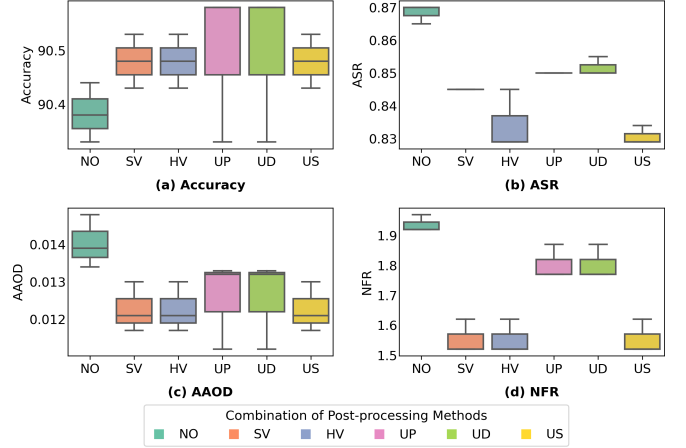 Accuracy
90.5
90.4
NO SV HV UP UD US
(a) Accuracy
ASR
0.87
0.86
0.85
0.84
0.83
NO SV HV UP UD US
(b) ASR
AAOD
0.014
0.013
0.012
NO SV HV UP UD US
(c) AAOD
NFR
1.9
1.8
1.7
1.6
1.5
NO SV HV UP UD US
(d) NFR
Combination of Post-processing Methods
NO SV HV UP UD US